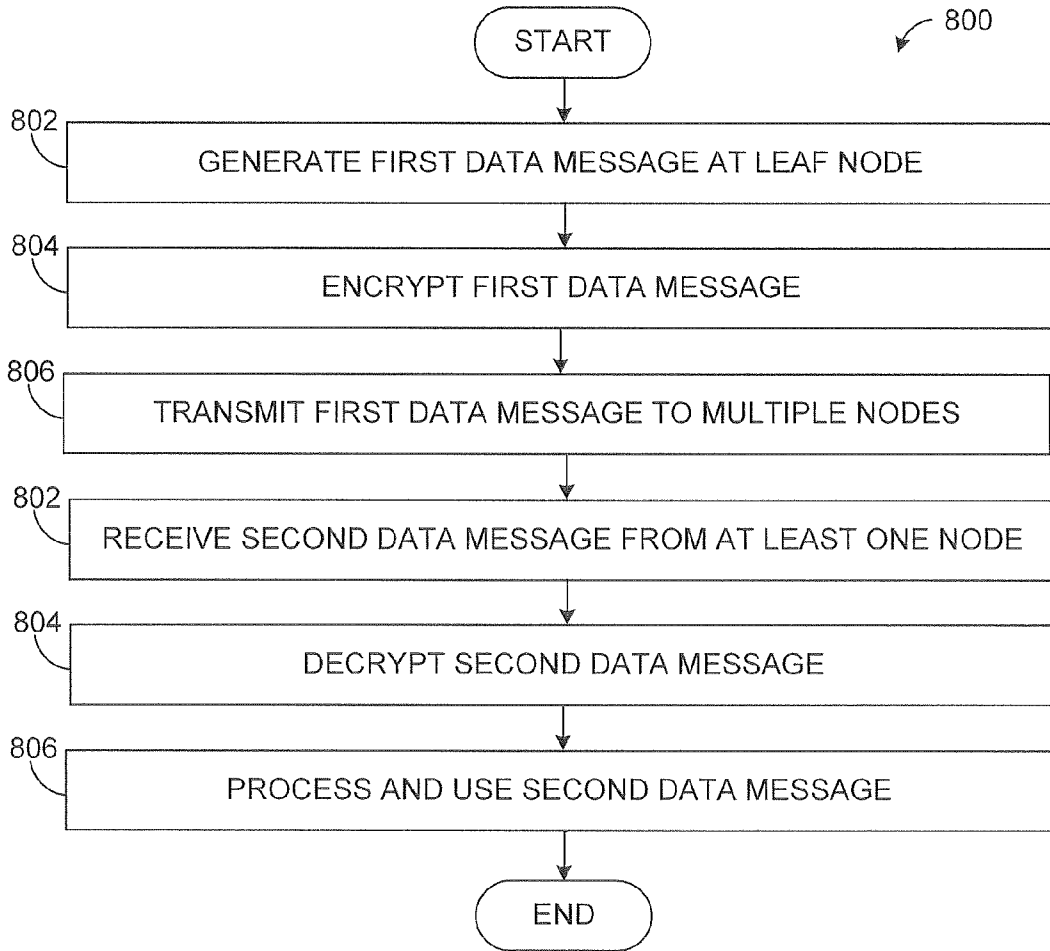 START
800
802
GENERATE FIRST DATA MESSAGE AT LEAF NODE
804
ENCRYPT FIRST DATA MESSAGE
806
TRANSMIT FIRST DATA MESSAGE TO MULTIPLE NODES
802
RECEIVE SECOND DATA MESSAGE FROM AT LEAST ONE NODE
804
DECRYPT SECOND DATA MESSAGE
806
PROCESS AND USE SECOND DATA MESSAGE
END